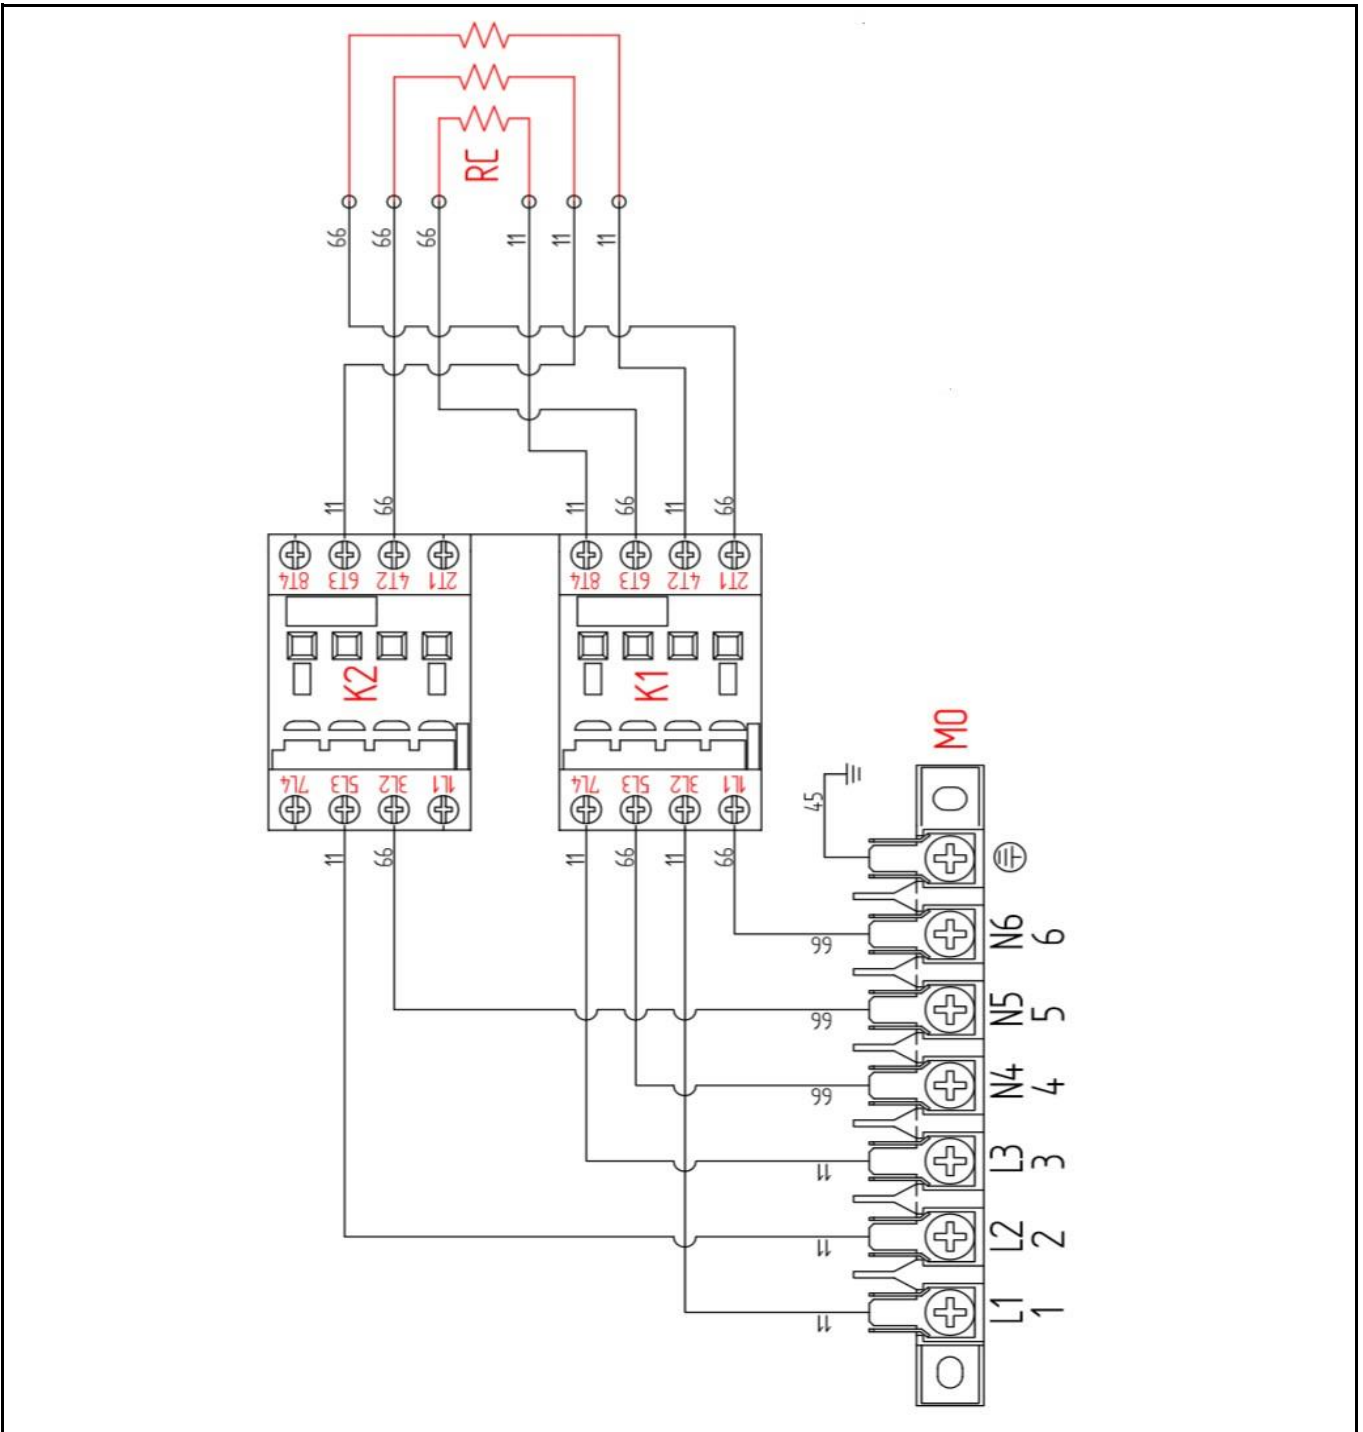 RC
66 66 66 11 11 11
11 66 11 66 11 66
8T4 6T3 4T2 2T1 8T4 6T3 4T2 2T1
K2 K1
M0
7L4 5L3 3L2 1L1 7L4 5L3 3L2 1L1
45
11 66 11 66 11 66
66 N6
6
66 N5
5
66 N4
4
11 L3
3
11 L2
2
11 L1
1